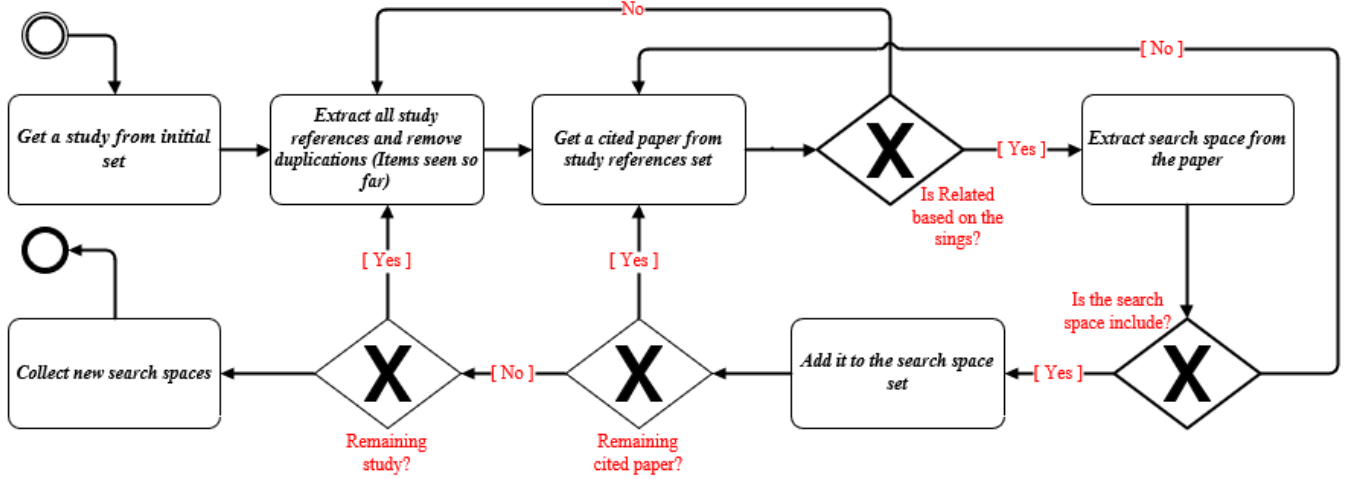 No
[ No ]
Get a study from initial
set
Extract all study
references and remove
duplications (Items seen so
far)
Get a cited paper from
study references set
X
[ Yes ]
Extract search space from
the paper
Is Related
based on the
sings?
[ Yes ]
[ Yes ]
Is the search
space include?
Collect new search spaces
X
[ No ]
X
Add it to the search space
set
[ Yes ]
X
Remaining
study?
Remaining
cited paper?